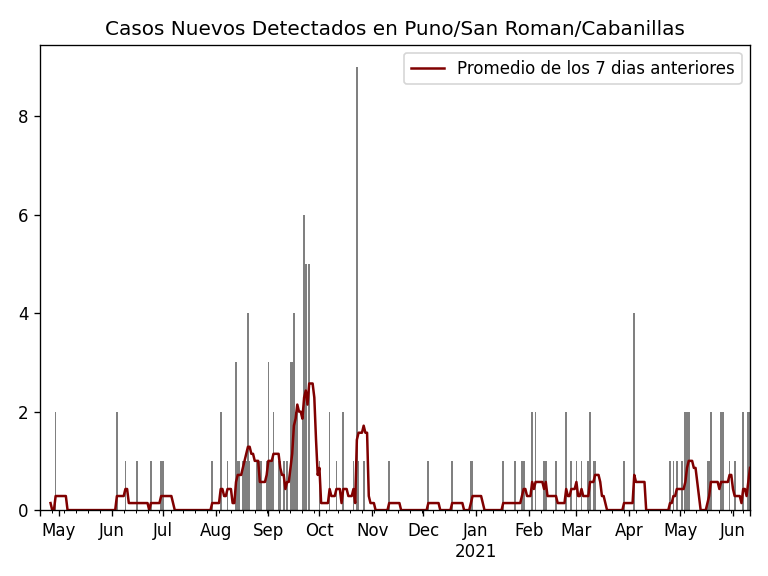 Casos Nuevos Detectados en Puno/San Roman/Cabanillas
Promedio de los 7 dias anteriores
8
6
4
2
0
May Jun Jul Aug Sep Oct Nov Dec Jan Feb Mar Apr May Jun
2021